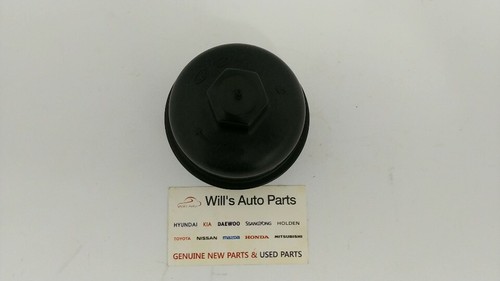 Will's Auto Parts
HYUNDAI KIA DAEWOO SSANGYONG HOLDEN
TOYOTA NISSAN mazda HONDA MITSUBISHI
GENUINE NEW PARTS & USED PARTS